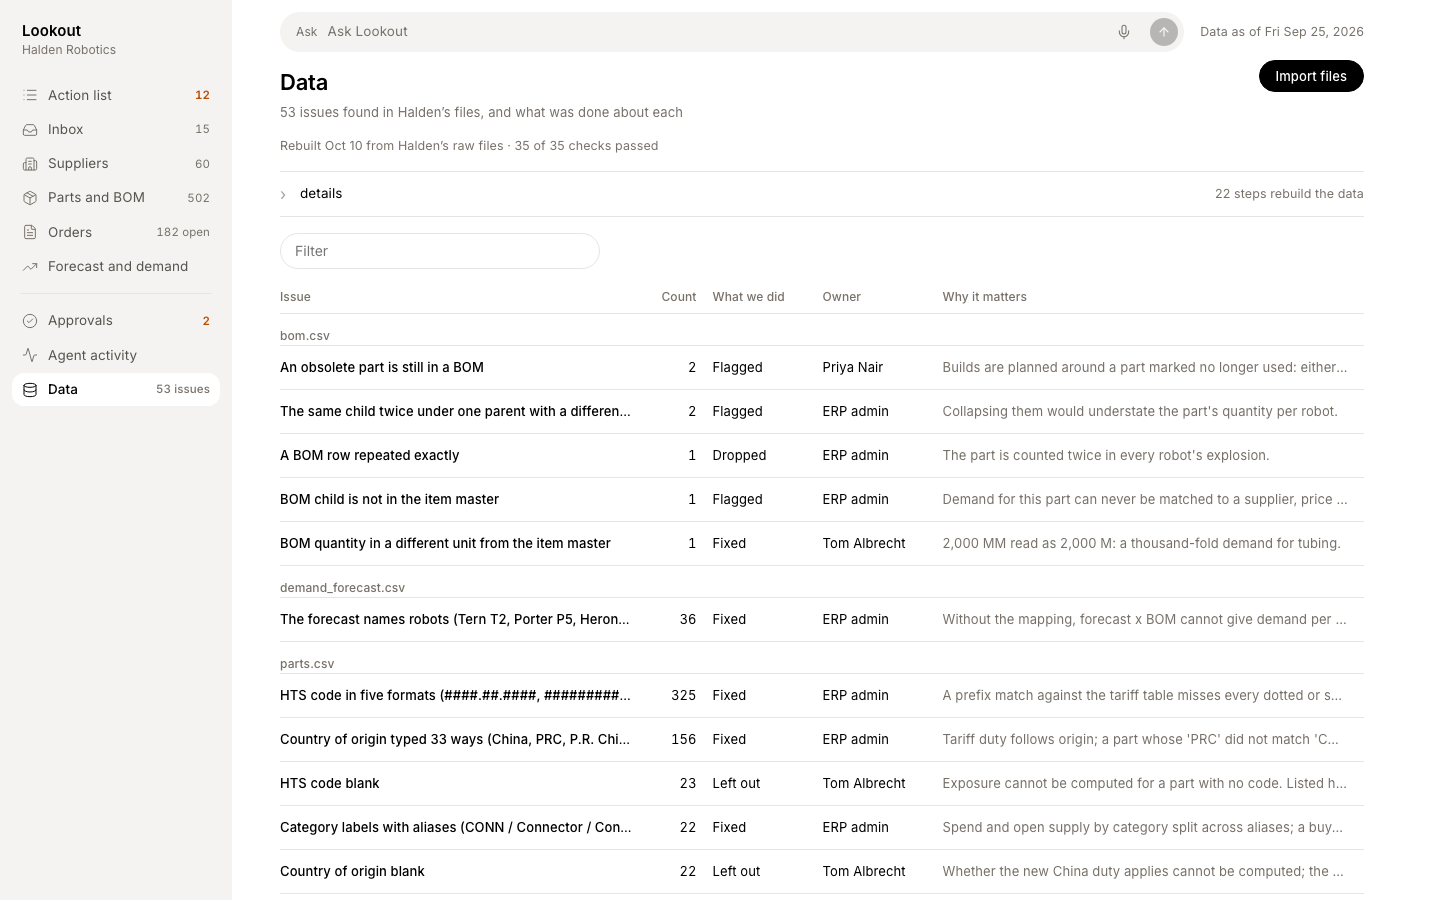 Lookout
Halden Robotics
Action list 12
Inbox 15
Suppliers 60
Parts and BOM 502
Orders 182 open
Forecast and demand
Approvals 2
Agent activity
Data 53 issues
Ask Ask Lookout
Data as of Fri Sep 25, 2026
Data
Import files
53 issues found in Halden’s files, and what was done about each
Rebuilt Oct 10 from Halden’s raw files · 35 of 35 checks passed
details 22 steps rebuild the data
Filter
Issue Count What we did Owner Why it matters
bom.csv
An obsolete part is still in a BOM 2 Flagged Priya Nair Builds are planned around a part marked no longer used: either…
The same child twice under one parent with a differen… 2 Flagged ERP admin Collapsing them would understate the part's quantity per robot.
A BOM row repeated exactly 1 Dropped ERP admin The part is counted twice in every robot's explosion.
BOM child is not in the item master 1 Flagged ERP admin Demand for this part can never be matched to a supplier, price …
BOM quantity in a different unit from the item master 1 Fixed Tom Albrecht 2,000 MM read as 2,000 M: a thousand-fold demand for tubing.
demand_forecast.csv
The forecast names robots (Tern T2, Porter P5, Heron… 36 Fixed ERP admin Without the mapping, forecast x BOM cannot give demand per …
parts.csv
HTS code in five formats (####.##.####, #########… 325 Fixed ERP admin A prefix match against the tariff table misses every dotted or s…
Country of origin typed 33 ways (China, PRC, P.R. Chi… 156 Fixed ERP admin Tariff duty follows origin; a part whose 'PRC' did not match 'C…
HTS code blank 23 Left out Tom Albrecht Exposure cannot be computed for a part with no code. Listed h…
Category labels with aliases (CONN / Connector / Con… 22 Fixed ERP admin Spend and open supply by category split across aliases; a buy…
Country of origin blank 22 Left out Tom Albrecht Whether the new China duty applies cannot be computed; the …